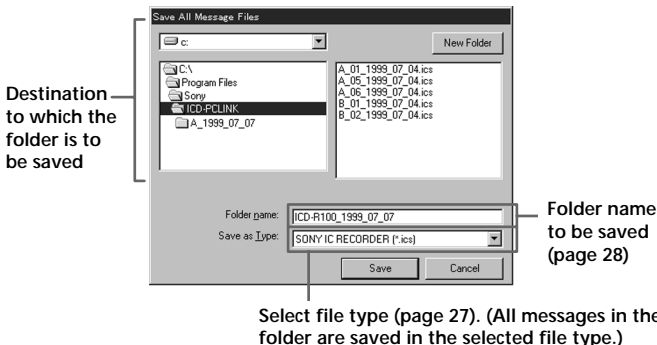 Save All Message Files
c:
New Folder
C:\
Program Files
Sony
ICD-PCLINK
A_1999_07_07
A_01_1999_07_04.ics
A_05_1999_07_04.ics
A_06_1999_07_04.ics
B_01_1999_07_04.ics
B_02_1999_07_04.ics
Destination
to which the
folder is to
be saved
Folder name:
ICD-R100_1999_07_07
Save as Type:
SONY IC RECORDER (*.ics)
Save
Cancel
Folder name
to be saved
(page 28)
Select file type (page 27). (All messages in the
folder are saved in the selected file type.)